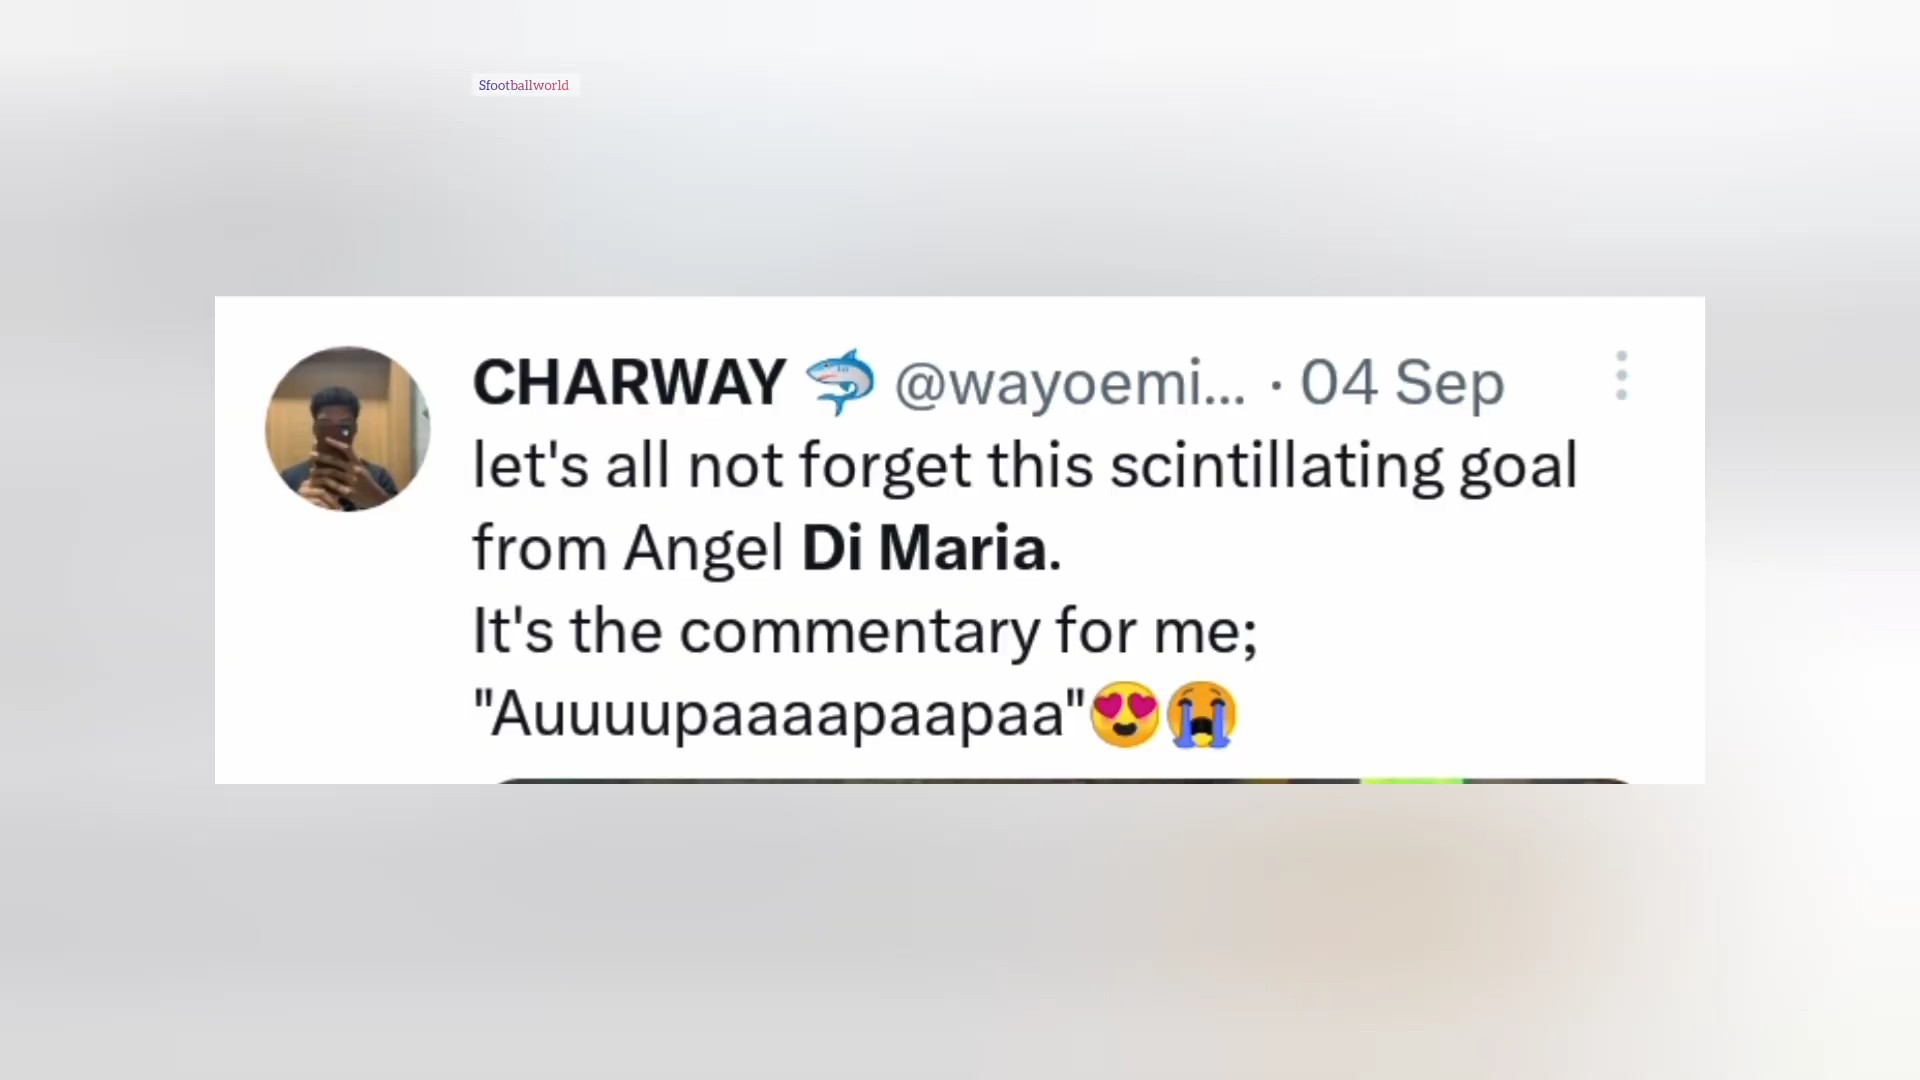 Sfootballworld
CHARWAY 🦈 @wayoemi... · 04 Sep
let's all not forget this scintillating goal
from Angel Di Maria.
It's the commentary for me;
"Auuuupaaaapaapaa"😍😭